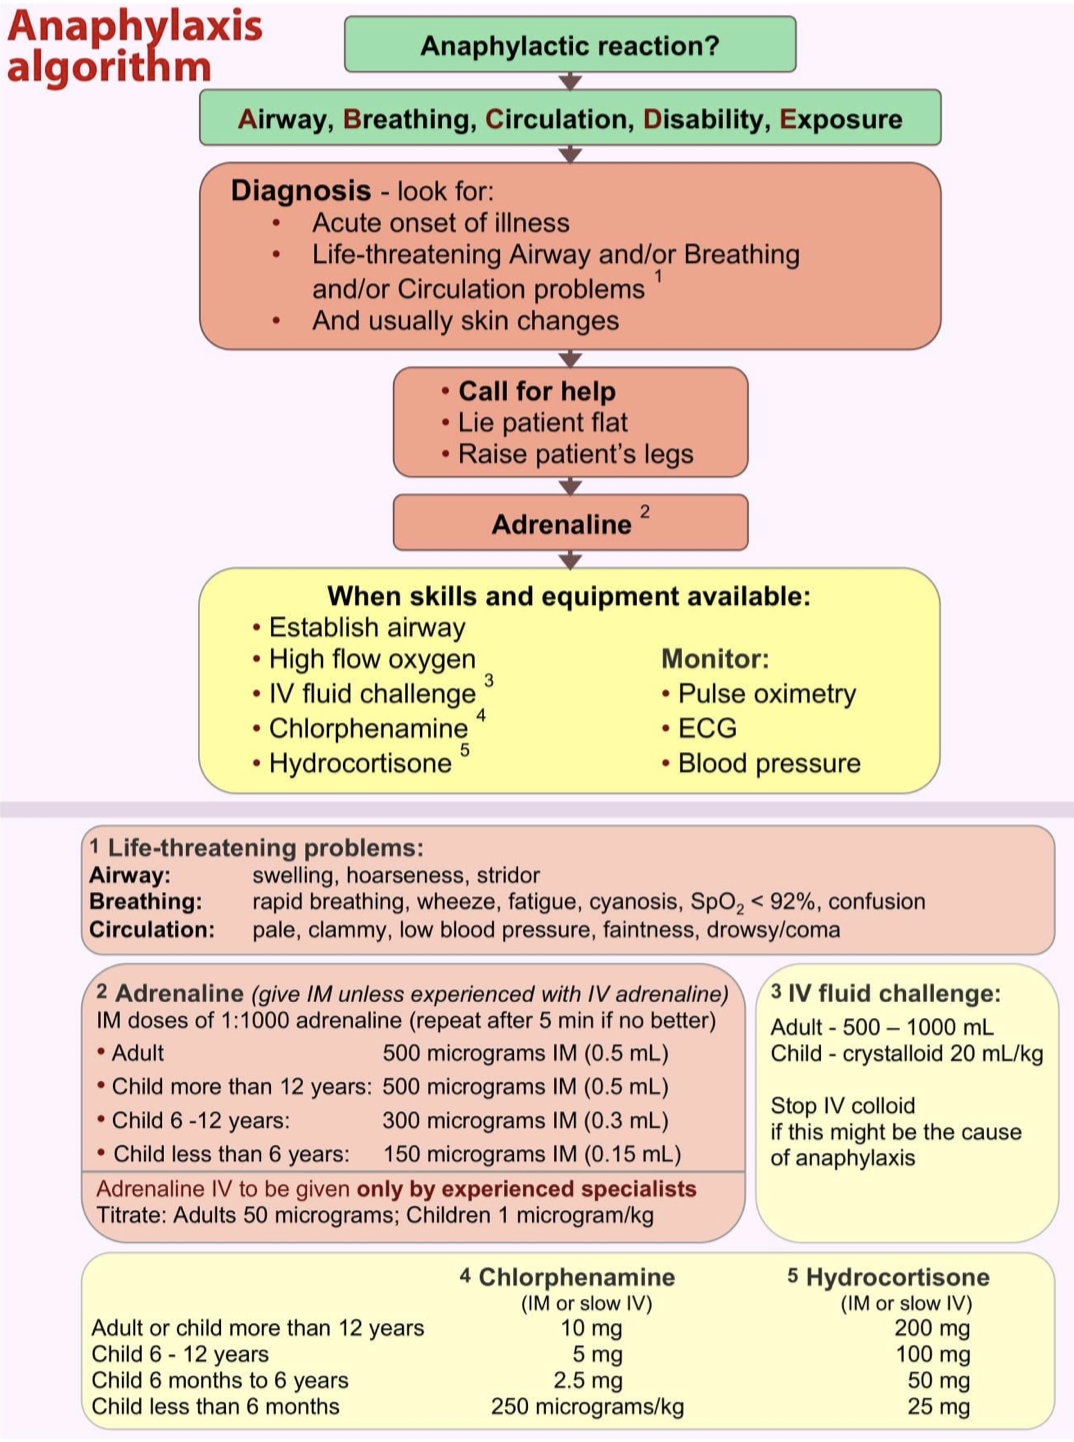 Anaphylaxis
algorithm
Anaphylactic reaction?
Airway, Breathing, Circulation, Disability, Exposure
Diagnosis - look for:
• Acute onset of illness
• Life-threatening Airway and/or Breathing
and/or Circulation problems 1
• And usually skin changes
• Call for help
• Lie patient flat
• Raise patient's legs
Adrenaline 2
When skills and equipment available:
• Establish airway
• High flow oxygen
• IV fluid challenge 3
• Chlorphenamine 4
• Hydrocortisone 5
Monitor:
• Pulse oximetry
• ECG
• Blood pressure
1 Life-threatening problems:
Airway: swelling, hoarseness, stridor
Breathing: rapid breathing, wheeze, fatigue, cyanosis, SpO₂ < 92%, confusion
Circulation: pale, clammy, low blood pressure, faintness, drowsy/coma
2 Adrenaline (give IM unless experienced with IV adrenaline)
IM doses of 1:1000 adrenaline (repeat after 5 min if no better)
• Adult 500 micrograms IM (0.5 mL)
• Child more than 12 years: 500 micrograms IM (0.5 mL)
• Child 6 -12 years: 300 micrograms IM (0.3 mL)
• Child less than 6 years: 150 micrograms IM (0.15 mL)
Adrenaline IV to be given only by experienced specialists
Titrate: Adults 50 micrograms; Children 1 microgram/kg
3 IV fluid challenge:
Adult - 500 – 1000 mL
Child - crystalloid 20 mL/kg
Stop IV colloid
if this might be the cause
of anaphylaxis
4 Chlorphenamine 5 Hydrocortisone
(IM or slow IV) (IM or slow IV)
Adult or child more than 12 years 10 mg 200 mg
Child 6 - 12 years 5 mg 100 mg
Child 6 months to 6 years 2.5 mg 50 mg
Child less than 6 months 250 micrograms/kg 25 mg